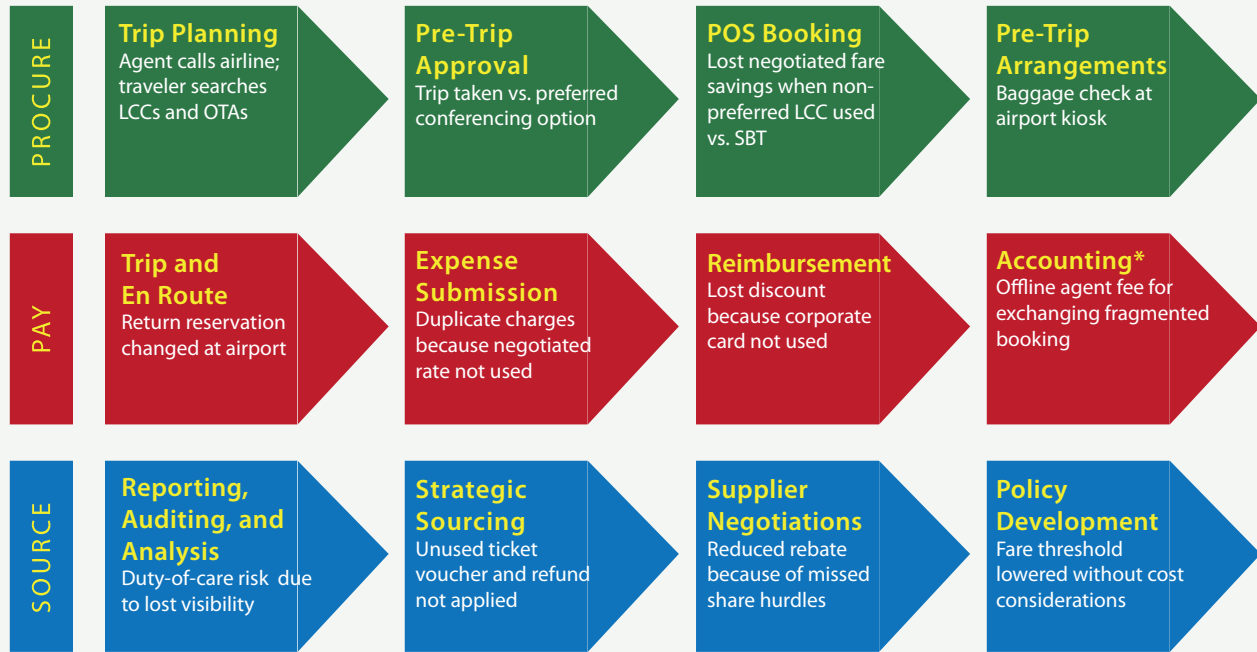 PROCURE
Trip Planning
Agent calls airline;
traveler searches
LCCs and OTAs
Pre-Trip
Approval
Trip taken vs. preferred
conferencing option
POS Booking
Lost negotiated fare
savings when non-
preferred LCC used
vs. SBT
Pre-Trip
Arrangements
Baggage check at
airport kiosk
PAY
Trip and
En Route
Return reservation
changed at airport
Expense
Submission
Duplicate charges
because negotiated
rate not used
Reimbursement
Lost discount
because corporate
card not used
Accounting*
Offline agent fee for
exchanging fragmented
booking
SOURCE
Reporting,
Auditing, and
Analysis
Duty-of-care risk due
to lost visibility
Strategic
Sourcing
Unused ticket
voucher and refund
not applied
Supplier
Negotiations
Reduced rebate
because of missed
share hurdles
Policy
Development
Fare threshold
lowered without cost
considerations